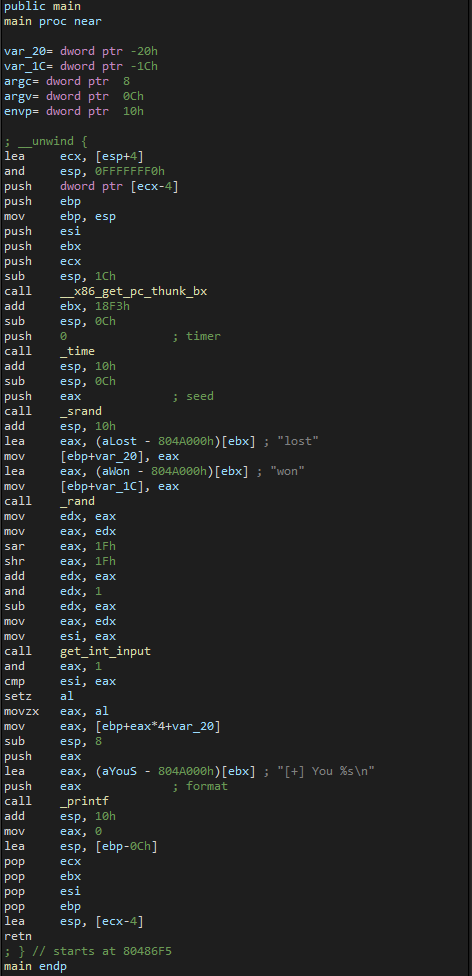 public main
main proc near
var_20= dword ptr -20h
var_1C= dword ptr -1Ch
argc= dword ptr  8
argv= dword ptr  0Ch
envp= dword ptr  10h
; __unwind {
lea     ecx, [esp+4]
and     esp, 0FFFFFFF0h
push    dword ptr [ecx-4]
push    ebp
mov     ebp, esp
push    esi
push    ebx
push    ecx
sub     esp, 1Ch
call    __x86_get_pc_thunk_bx
add     ebx, 18F3h
sub     esp, 0Ch
push    0               ; timer
call    _time
add     esp, 10h
sub     esp, 0Ch
push    eax             ; seed
call    _srand
add     esp, 10h
lea     eax, (aLost - 804A000h)[ebx] ; "lost"
mov     [ebp+var_20], eax
lea     eax, (aWon - 804A000h)[ebx] ; "won"
mov     [ebp+var_1C], eax
call    _rand
mov     edx, eax
mov     eax, edx
sar     eax, 1Fh
shr     eax, 1Fh
add     edx, eax
and     edx, 1
sub     edx, eax
mov     eax, edx
mov     esi, eax
call    get_int_input
and     eax, 1
cmp     esi, eax
setz    al
movzx   eax, al
mov     eax, [ebp+eax*4+var_20]
sub     esp, 8
push    eax
lea     eax, (aYouS - 804A000h)[ebx] ; "[+] You %s\n"
push    eax             ; format
call    _printf
add     esp, 10h
mov     eax, 0
lea     esp, [ebp-0Ch]
pop     ecx
pop     ebx
pop     esi
pop     ebp
lea     esp, [ecx-4]
retn
; } // starts at 80486F5
main endp